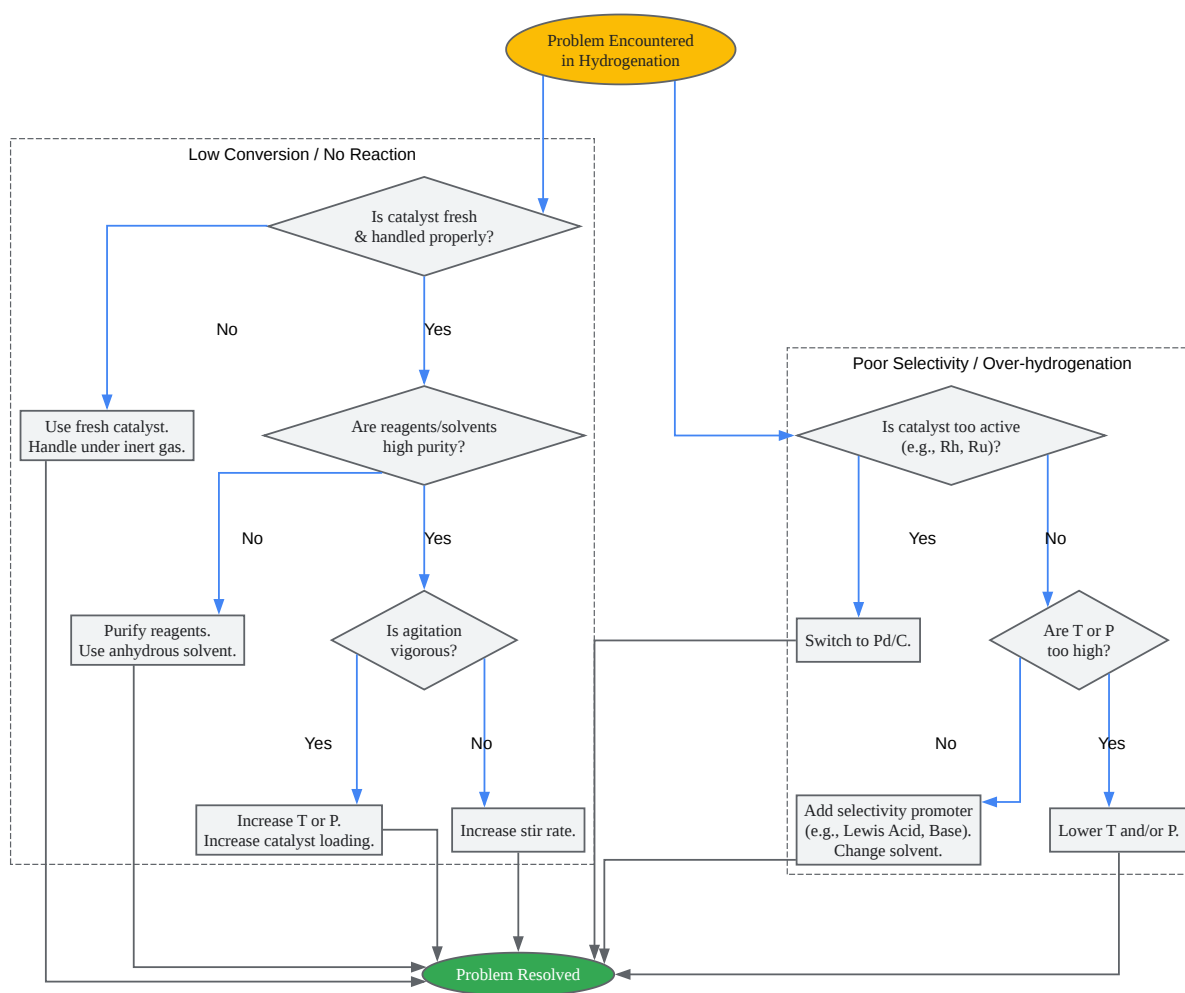 Problem Encountered
in Hydrogenation
Low Conversion / No Reaction
Is catalyst fresh
& handled properly?
No
Yes
Poor Selectivity / Over-hydrogenation
Use fresh catalyst.
Handle under inert gas.
Are reagents/solvents
high purity?
Is catalyst too active
(e.g., Rh, Ru)?
No
Yes
Yes
No
Purify reagents.
Use anhydrous solvent.
Is agitation
vigorous?
Switch to Pd/C.
Are T or P
too high?
Yes
No
No
Yes
Increase T or P.
Increase catalyst loading.
Increase stir rate.
Add selectivity promoter
(e.g., Lewis Acid, Base).
Change solvent.
Lower T and/or P.
Problem Resolved